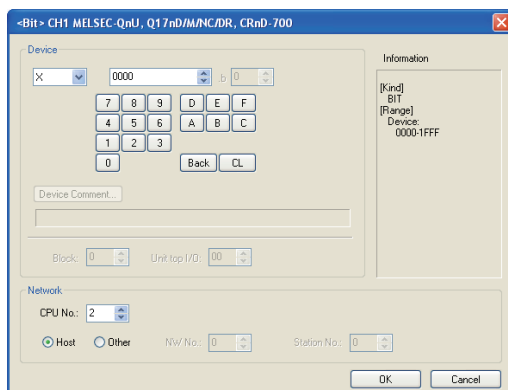 <Bit> CH1 MELSEC-QnU, Q17nD/M/NC/DR, CRnD-700
Device
X 0000 b 0
7 8 9 D E F
4 5 6 A B C
1 2 3
0 Back CL
Device Comment...
Block: 0 Unit top I/O: 00
Information
[Kind]
BIT
[Range]
Device:
0000-1FFF
Network
CPU No.: 2
Host Other NW No.: 0 Station No.: 0
OK Cancel